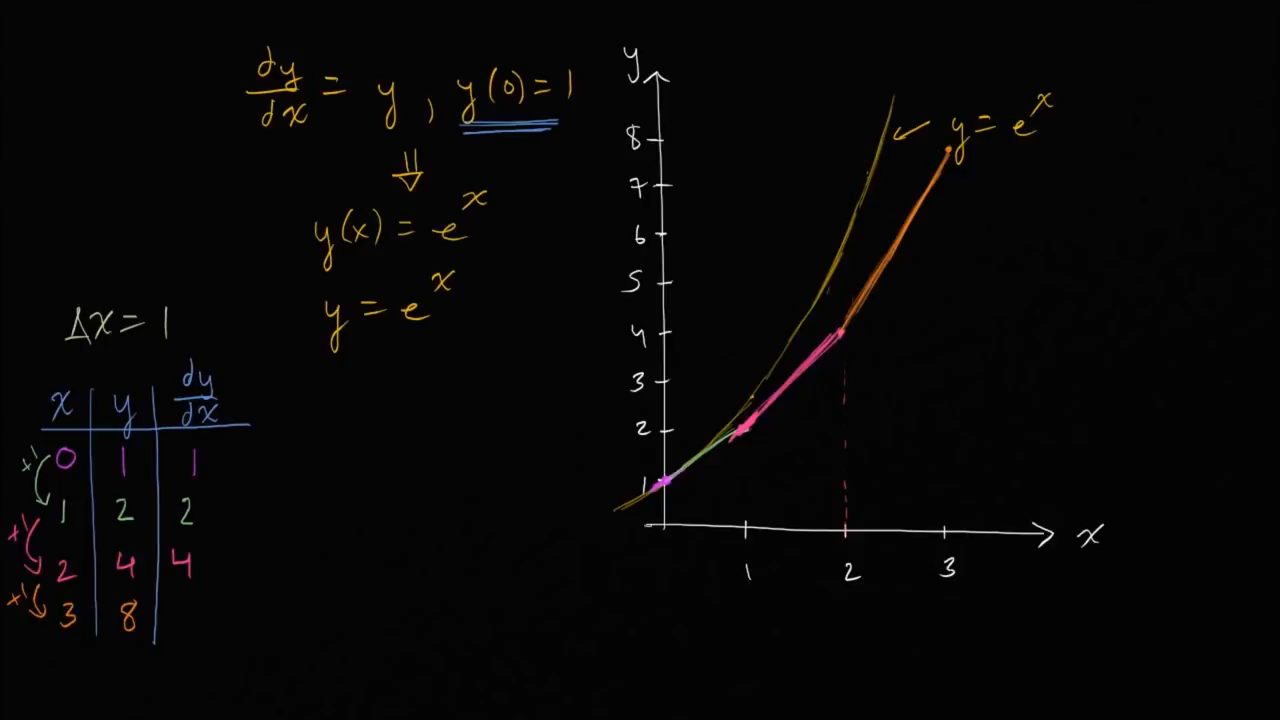 dy/dx = y, y(0) = 1
⇓
y(x) = e^x
y = e^x
Δx = 1
x y dy/dx
0 1 1
+1
1 2 2
+1
2 4 4
+1
3 8
y
8
7
6
5
4
3
2
1
1 2 3 x
y = e^x